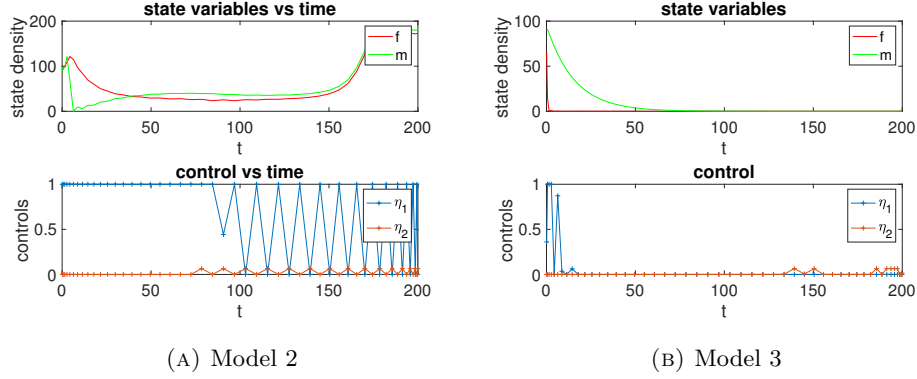 state variables vs time
state density
200
100
0
0 50 100 150 200
t
f
m
control vs time
controls
1
0.5
0
0 50 100 150 200
t
η1
η2
(A) Model 2
state variables
state density
100
50
0
0 50 100 150 200
t
f
m
control
controls
1
0.5
0
0 50 100 150 200
t
η1
η2
(B) Model 3